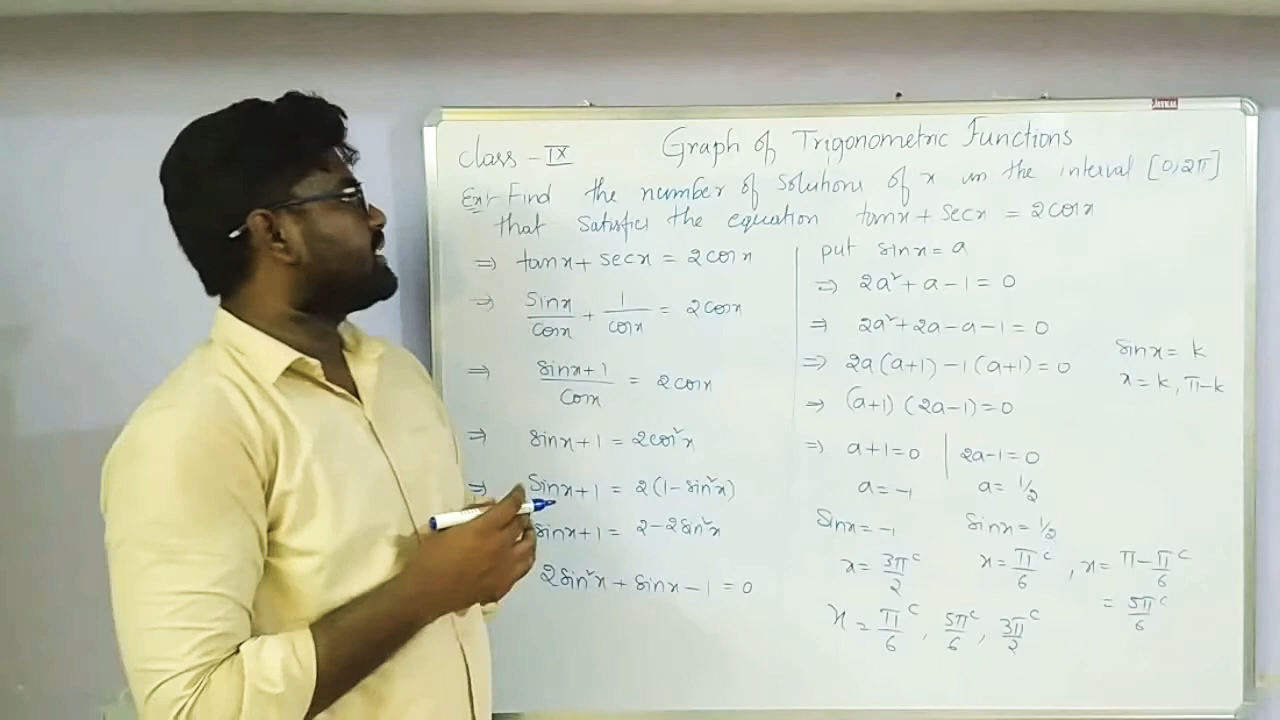 Class - IX
Graph of Trigonometric Functions
Ex:- Find the number of solutions of x in the interval [0, 2π]
that satisfies the equation tanx + secx = 2cosx
⇒ tanx + secx = 2cosx
⇒ sinx/cosx + 1/cosx = 2cosx
⇒ (sinx+1)/cosx = 2cosx
⇒ sinx+1 = 2cos²x
⇒ sinx+1 = 2(1-sin²x)
sinx+1 = 2-2sin²x
2sin²x + sinx - 1 = 0
put sinx = a
⇒ 2a² + a - 1 = 0
⇒ 2a² + 2a - a - 1 = 0
⇒ 2a(a+1) - 1(a+1) = 0
⇒ (a+1) (2a-1) = 0
⇒ a+1 = 0 | 2a-1 = 0
a = -1 a = 1/2
sinx = -1 sinx = 1/2
x = 3π/2 ᶜ x = π/6 ᶜ, x = π - π/6 ᶜ
= 5π/6 ᶜ
x = π/6 ᶜ, 5π/6 ᶜ, 3π/2 ᶜ
sinx = k
x = k, π-k